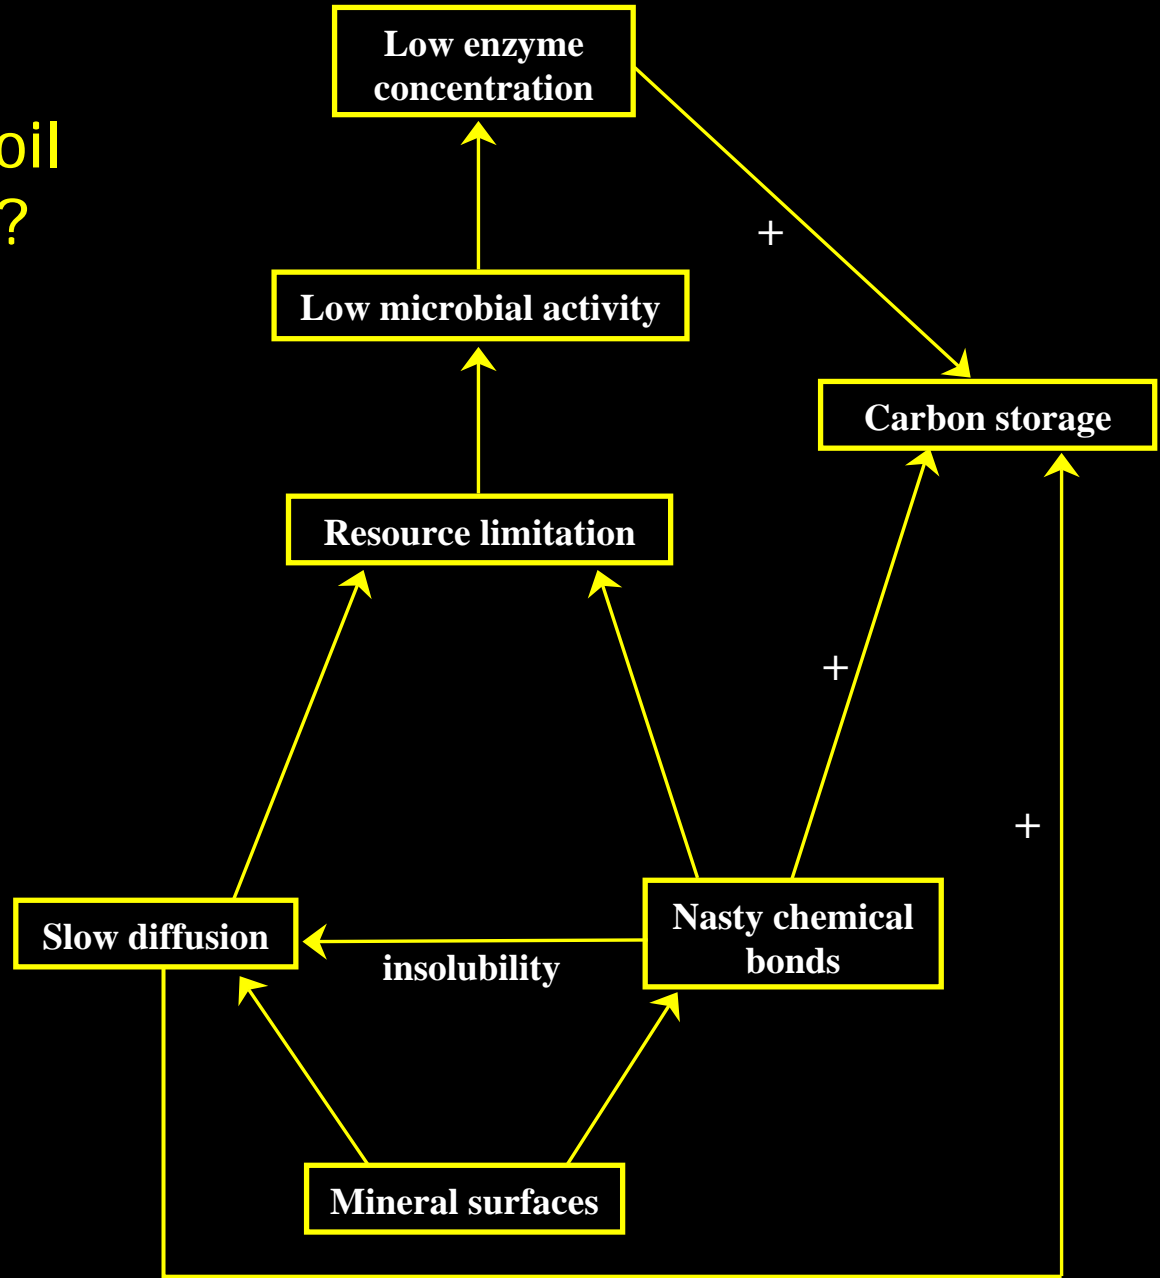 Low enzyme
concentration
oil
?
+
Low microbial activity
Carbon storage
Resource limitation
+
+
Nasty chemical
bonds
Slow diffusion
insolubility
Mineral surfaces